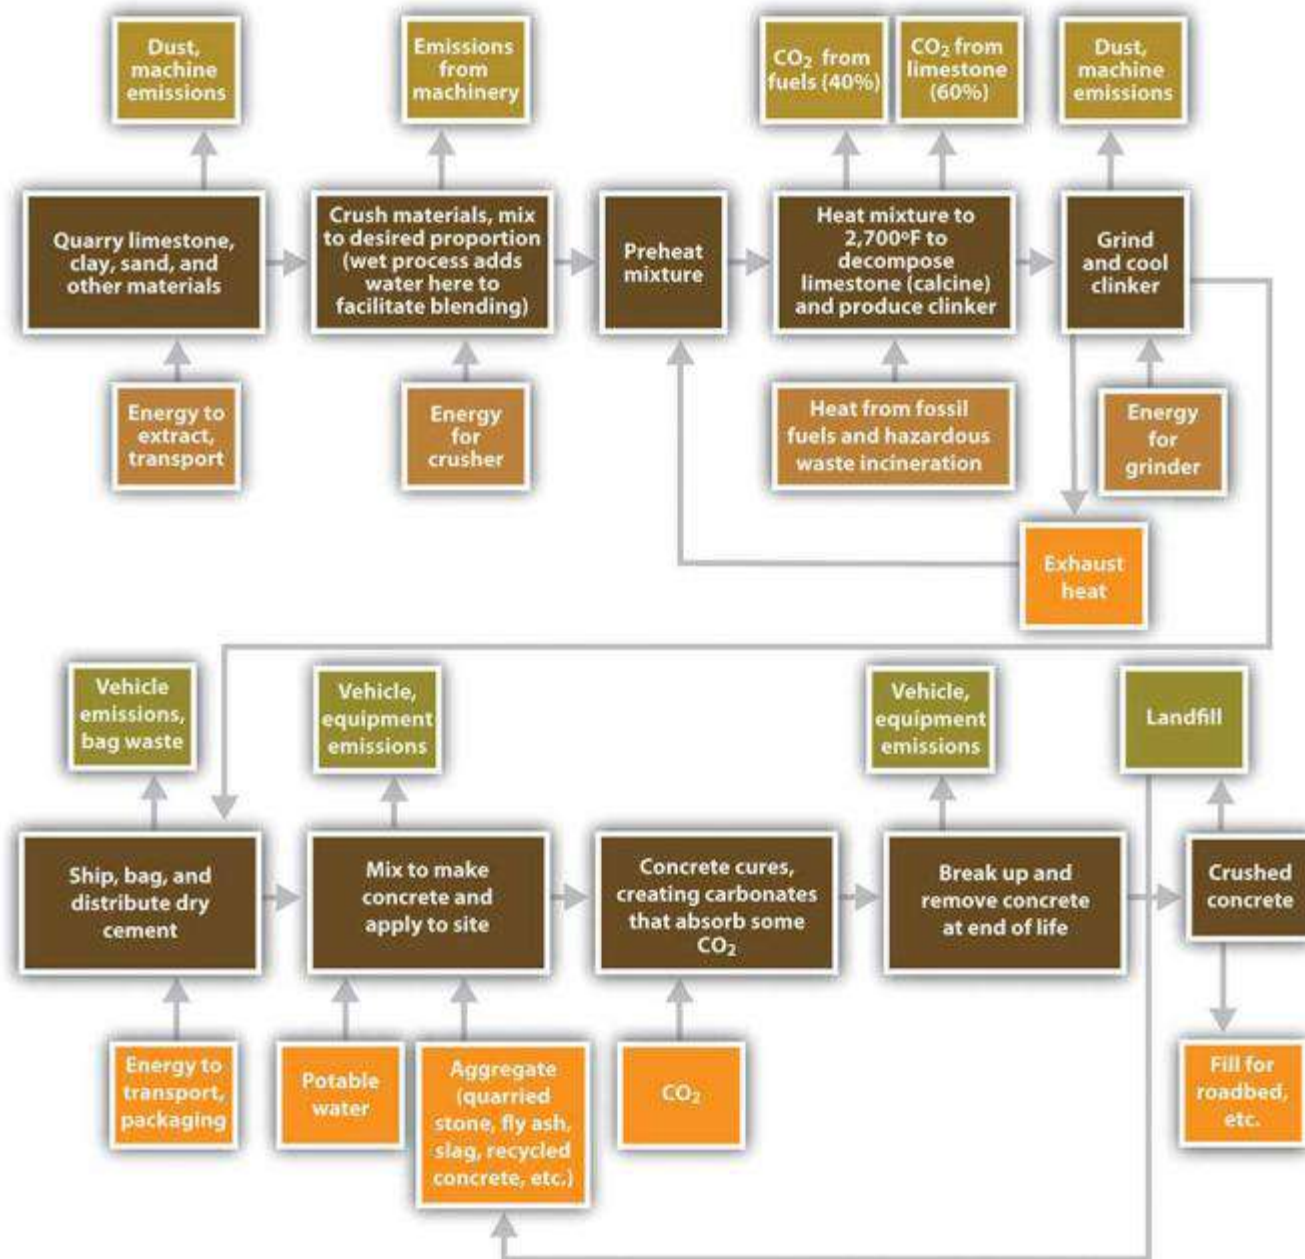 Dust,
machine
emissions
Emissions
from
machinery
CO₂ from
fuels (40%)
CO₂ from
limestone
(60%)
Dust,
machine
emissions
Quarry limestone,
clay, sand, and
other materials
Crush materials, mix
to desired proportion
(wet process adds
water here to
facilitate blending)
Preheat
mixture
Heat mixture to
2,700ºF to
decompose
limestone (calcine)
and produce clinker
Grind
and cool
clinker
Energy to
extract,
transport
Energy
for
crusher
Heat from fossil
fuels and hazardous
waste incineration
Energy
for
grinder
Exhaust
heat
Vehicle
emissions,
bag waste
Vehicle,
equipment
emissions
Vehicle,
equipment
emissions
Landfill
Ship, bag, and
distribute dry
cement
Mix to make
concrete and
apply to site
Concrete cures,
creating carbonates
that absorb some
CO₂
Break up and
remove concrete
at end of life
Crushed
concrete
Energy to
transport,
packaging
Potable
water
Aggregate
(quarried
stone, fly ash,
slag, recycled
concrete, etc.)
CO₂
Fill for
roadbed,
etc.